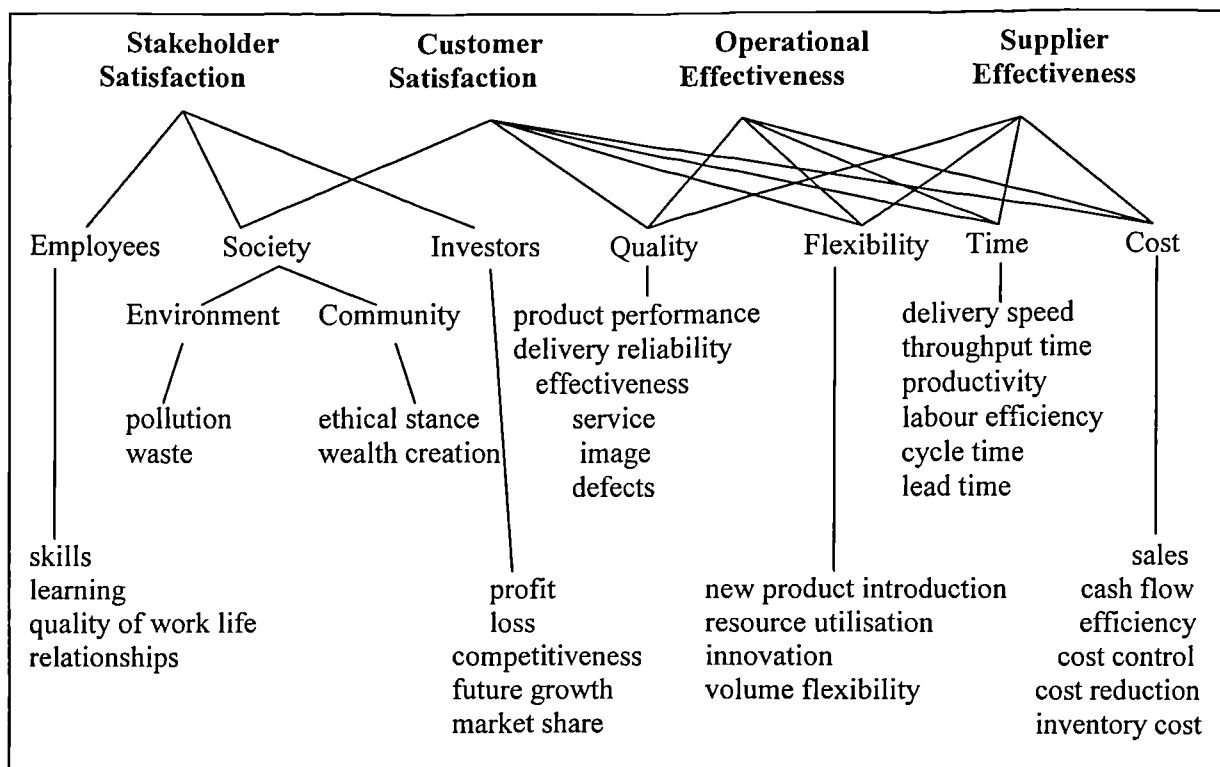 Stakeholder
Satisfaction
Customer
Satisfaction
Operational
Effectiveness
Supplier
Effectiveness
Employees
Society
Investors
Quality
Flexibility
Time
Cost
Environment
Community
pollution
waste
ethical stance
wealth creation
product performance
delivery reliability
effectiveness
service
image
defects
delivery speed
throughput time
productivity
labour efficiency
cycle time
lead time
skills
learning
quality of work life
relationships
profit
loss
competitiveness
future growth
market share
new product introduction
resource utilisation
innovation
volume flexibility
sales
cash flow
efficiency
cost control
cost reduction
inventory cost